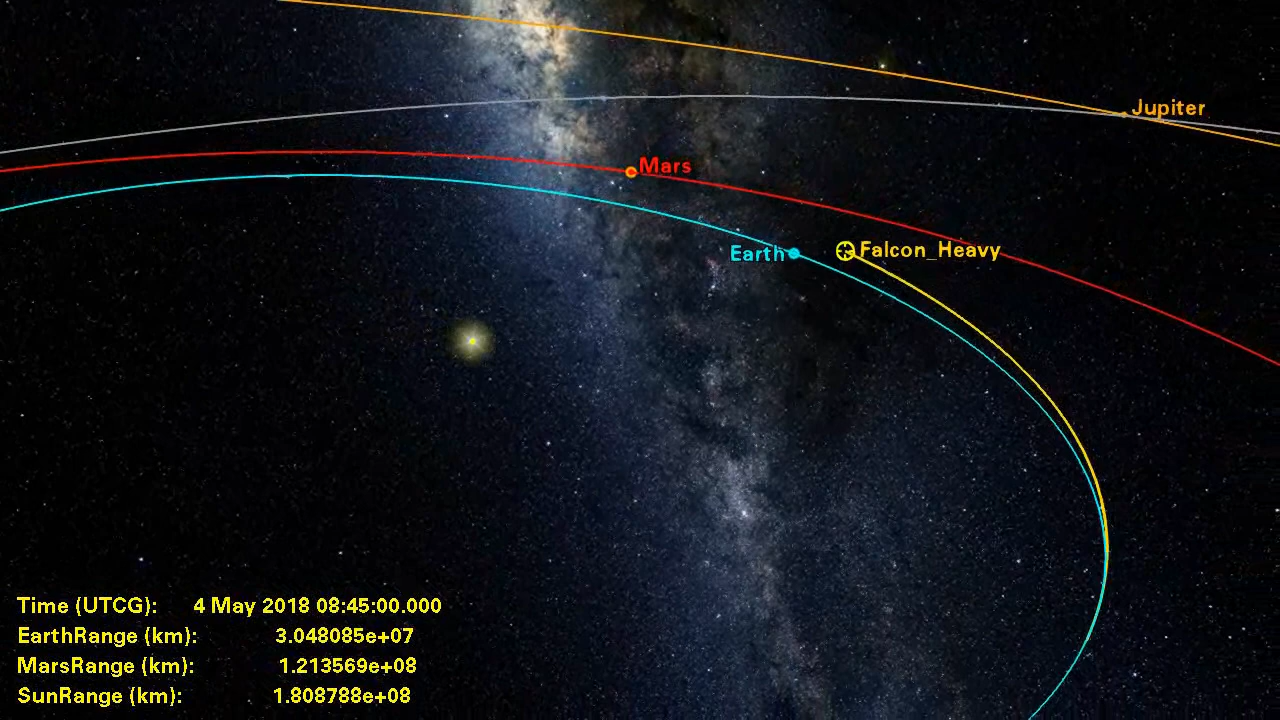 Jupiter
Mars
Earth
Falcon_Heavy
Time (UTCG): 4 May 2018 08:45:00.000
EarthRange (km): 3.048085e+07
MarsRange (km): 1.213569e+08
SunRange (km): 1.808788e+08